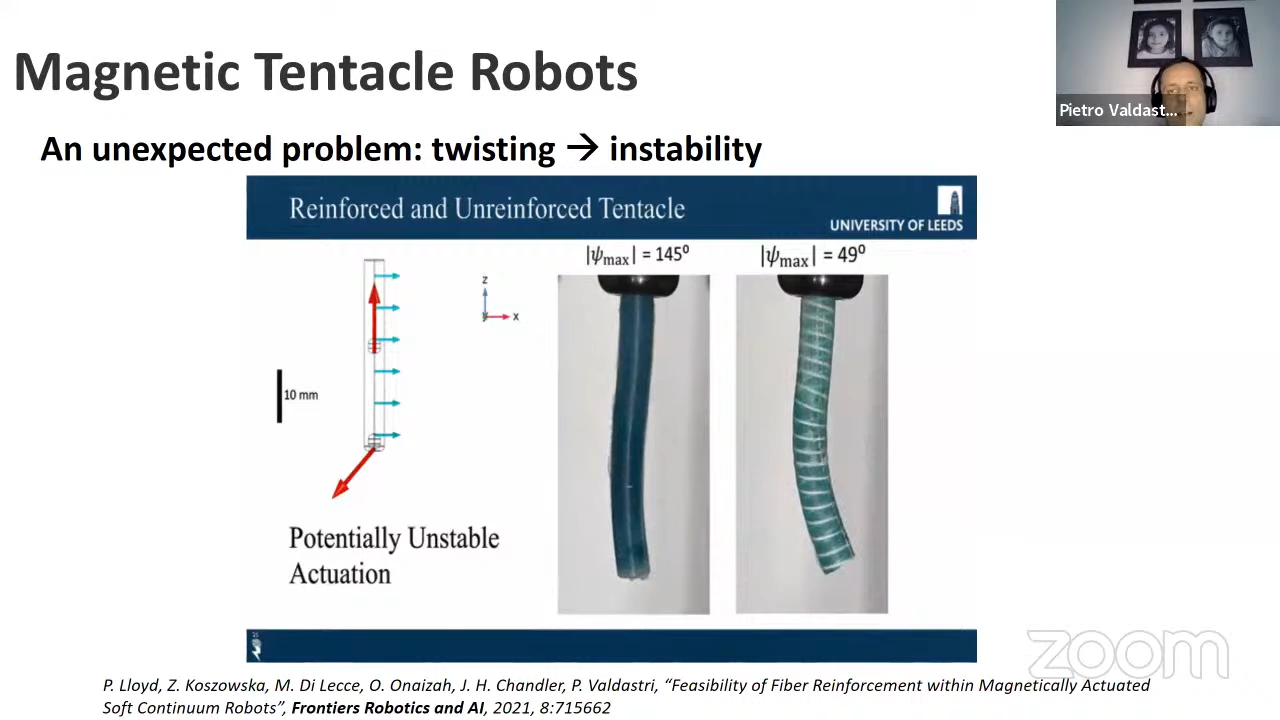 Magnetic Tentacle Robots
Pietro Valdast...
An unexpected problem: twisting → instability
Reinforced and Unreinforced Tentacle
UNIVERSITY OF LEEDS
|ψmax| = 145⁰
|ψmax| = 49⁰
z
x
10 mm
Potentially Unstable
Actuation
zoom
P. Lloyd, Z. Koszowska, M. Di Lecce, O. Onaizah, J. H. Chandler, P. Valdastri, “Feasibility of Fiber Reinforcement within Magnetically Actuated
Soft Continuum Robots”, Frontiers Robotics and AI, 2021, 8:715662